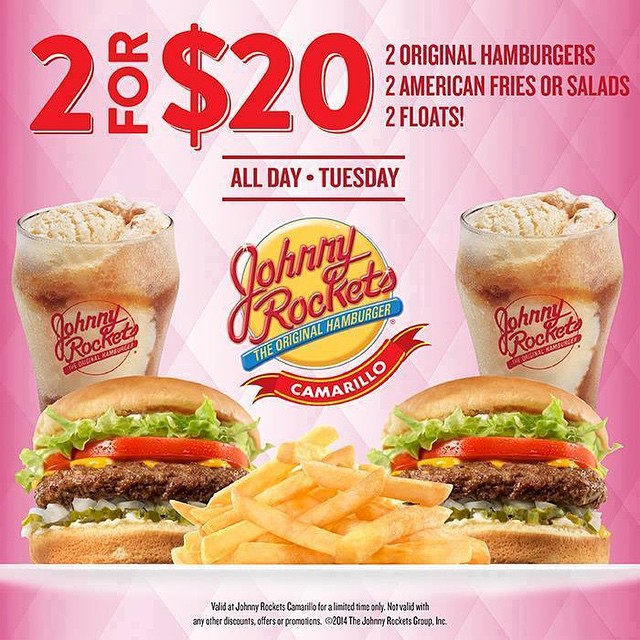 2 FOR $20
2 ORIGINAL HAMBURGERS
2 AMERICAN FRIES OR SALADS
2 FLOATS!
ALL DAY • TUESDAY
Johnny
Rockets
THE ORIGINAL HAMBURGER
®
CAMARILLO
Johnny
Rockets
THE ORIGINAL HAMBURGER
Johnny
Rockets
THE ORIGINAL HAMBURGER
Valid at Johnny Rockets Camarillo for a limited time only. Not valid with
any other discounts, offers or promotions. ©2014 The Johnny Rockets Group, Inc.